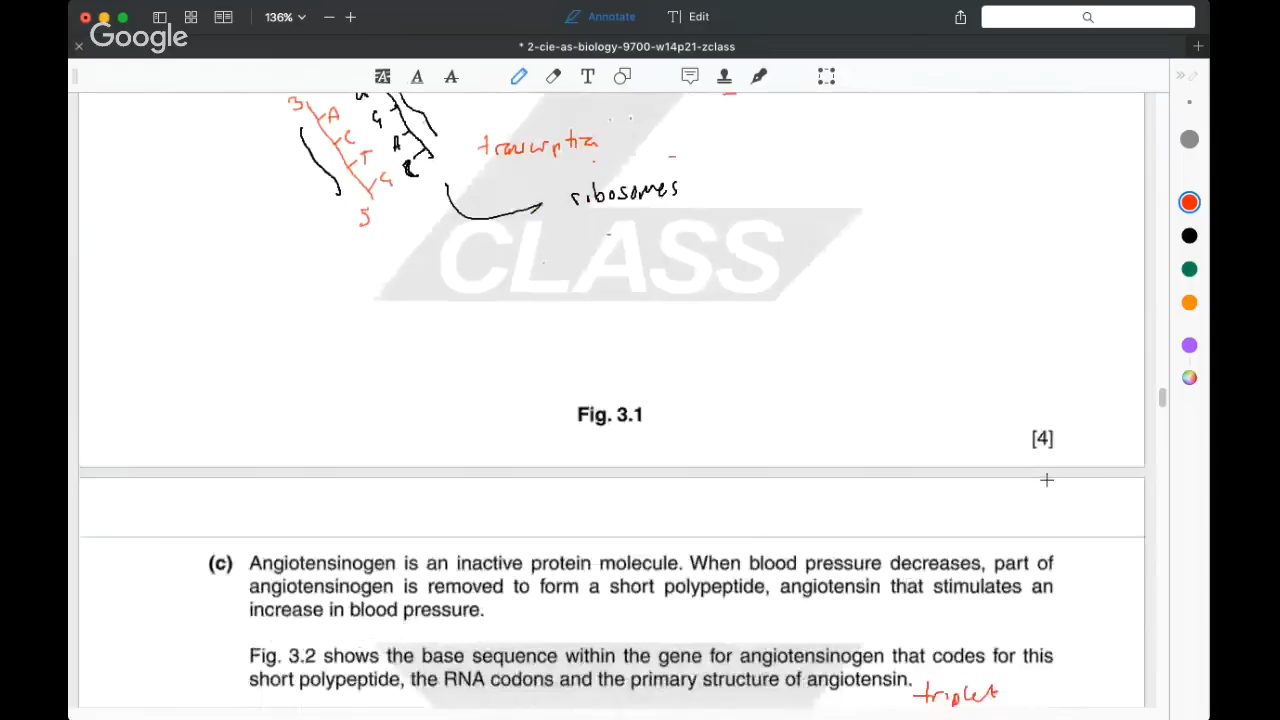 136%
Annotate
Edit
Google
* 2-cie-as-biology-9700-w14p21-zclass
3
A
C
T
G
5
G
A
C
transcription
ribosomes
CLASS
Fig. 3.1
[4]
(c) Angiotensinogen is an inactive protein molecule. When blood pressure decreases, part of
angiotensinogen is removed to form a short polypeptide, angiotensin that stimulates an
increase in blood pressure.
Fig. 3.2 shows the base sequence within the gene for angiotensinogen that codes for this
short polypeptide, the RNA codons and the primary structure of angiotensin.
triplet